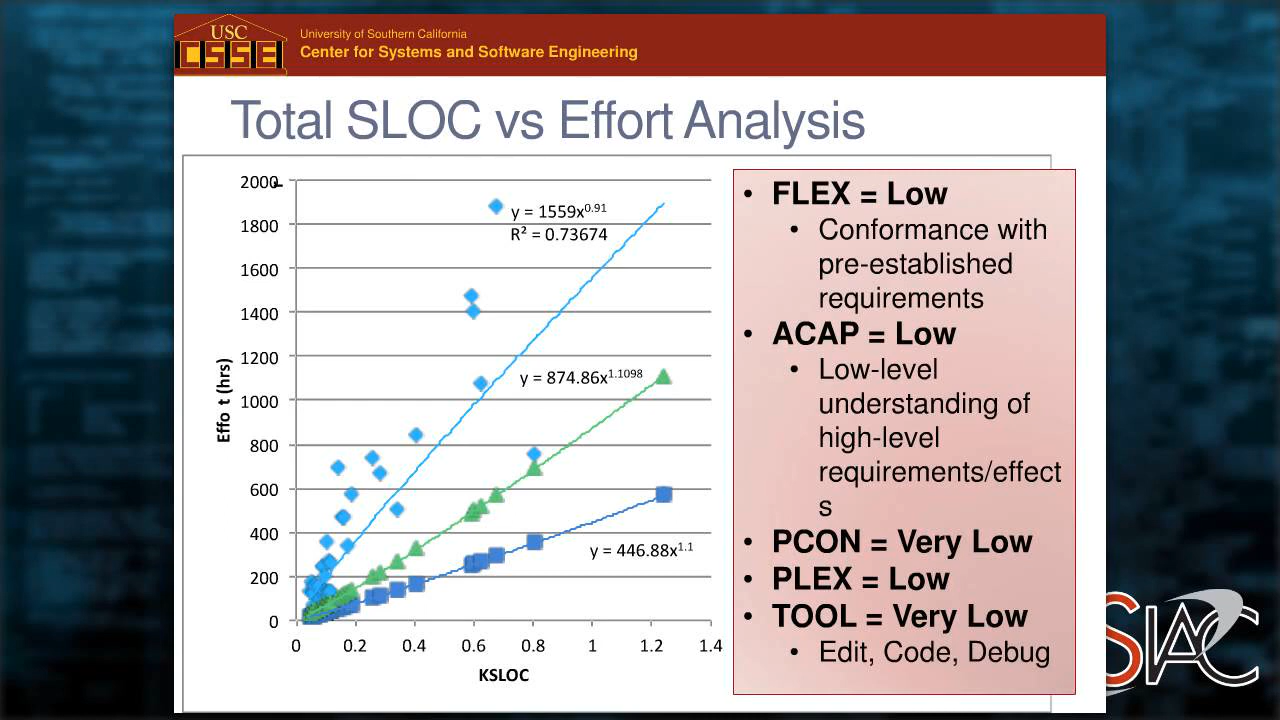 USC
CSSE
University of Southern California
Center for Systems and Software Engineering
Total SLOC vs Effort Analysis
2000
1800
1600
1400
1200
1000
800
600
400
200
0
Effo t (hrs)
y = 1559x^0.91
R² = 0.73674
y = 874.86x^1.1098
y = 446.88x^1.1
0 0.2 0.4 0.6 0.8 1 1.2 1.4
KSLOC
• FLEX = Low
• Conformance with
pre-established
requirements
• ACAP = Low
• Low-level
understanding of
high-level
requirements/effect
s
• PCON = Very Low
• PLEX = Low
• TOOL = Very Low
• Edit, Code, Debug
SIAC